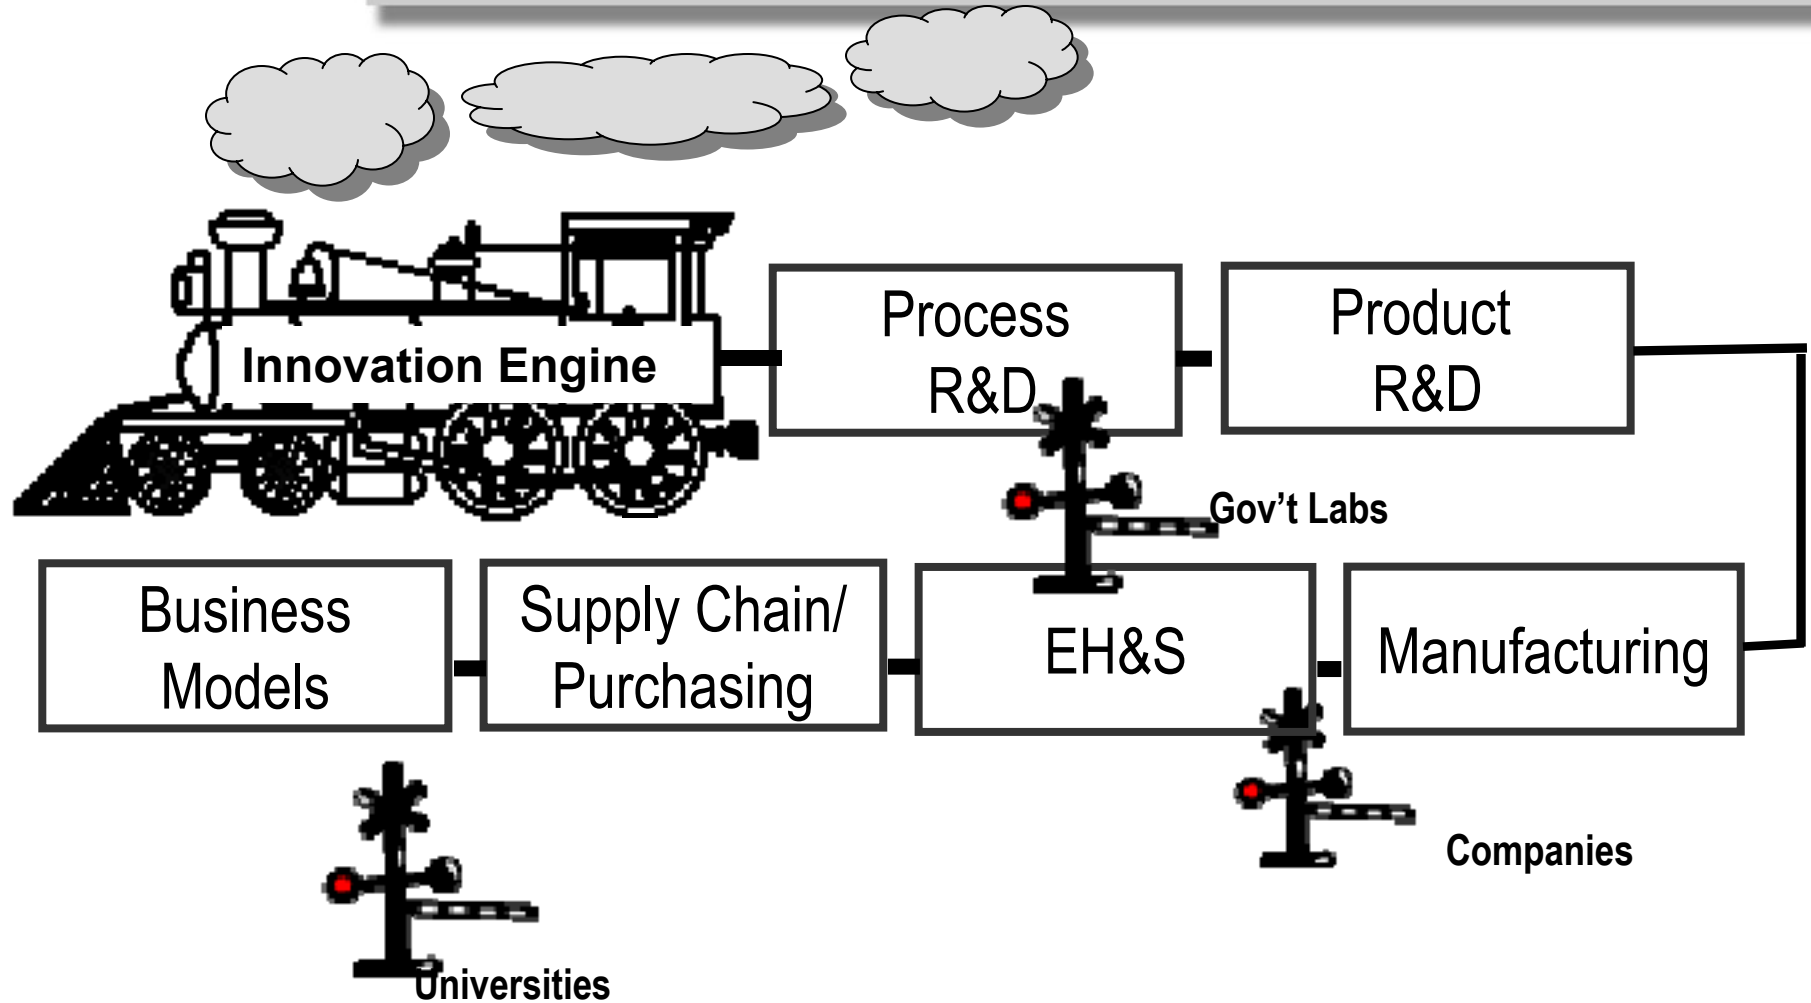 Innovation Engine
Process
R&D
Product
R&D
Gov’t Labs
Business
Models
Supply Chain/
Purchasing
EH&S
Manufacturing
Companies
Universities